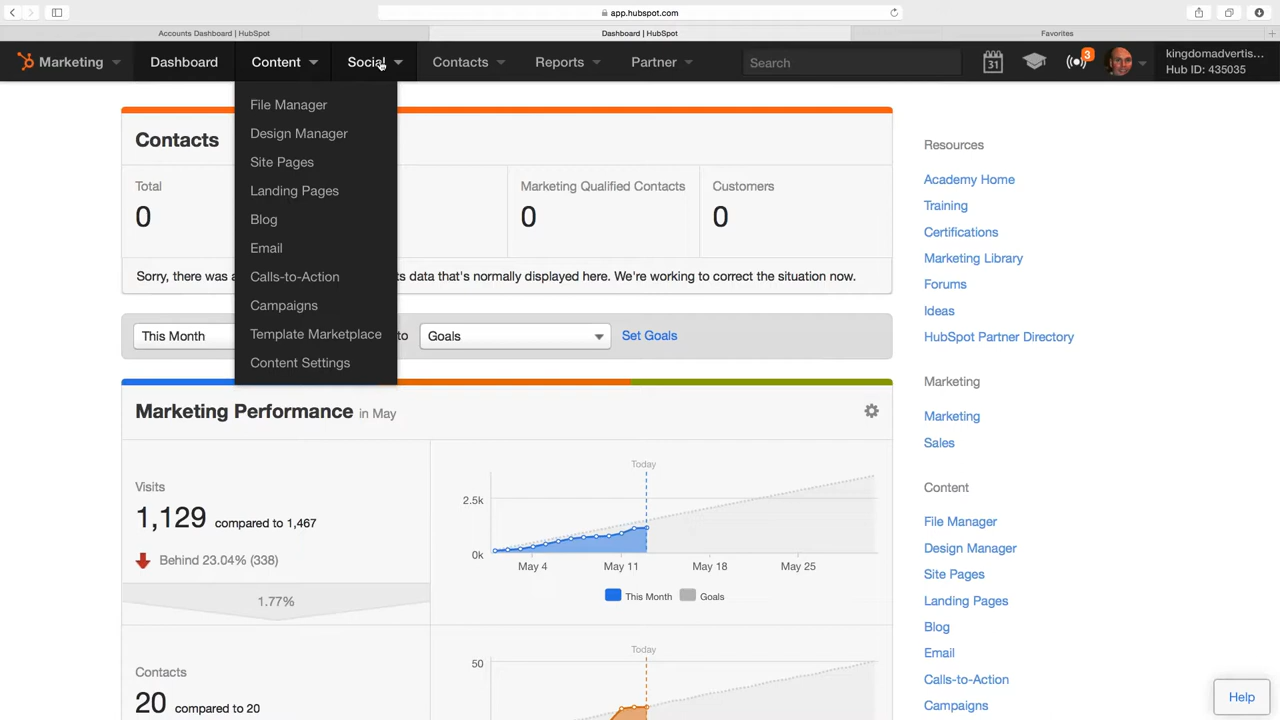 app.hubspot.com
Accounts Dashboard | HubSpot
Dashboard | HubSpot
Favorites
Marketing
Dashboard
Content
Social
Contacts
Reports
Partner
Search
31
3
kingdomadvertis...
Hub ID: 435035
File Manager
Design Manager
Site Pages
Landing Pages
Blog
Email
Calls-to-Action
Campaigns
Template Marketplace
Content Settings
Contacts
Total
0
Marketing Qualified Contacts
0
Customers
0
Sorry, there was a
ts data that's normally displayed here. We're working to correct the situation now.
This Month
to
Goals
Set Goals
Marketing Performance in May
Visits
1,129 compared to 1,467
Behind 23.04% (338)
1.77%
Today
2.5k
0k
May 4
May 11
May 18
May 25
This Month
Goals
Contacts
20 compared to 20
Today
50
Resources
Academy Home
Training
Certifications
Marketing Library
Forums
Ideas
HubSpot Partner Directory
Marketing
Marketing
Sales
Content
File Manager
Design Manager
Site Pages
Landing Pages
Blog
Email
Calls-to-Action
Campaigns
Help